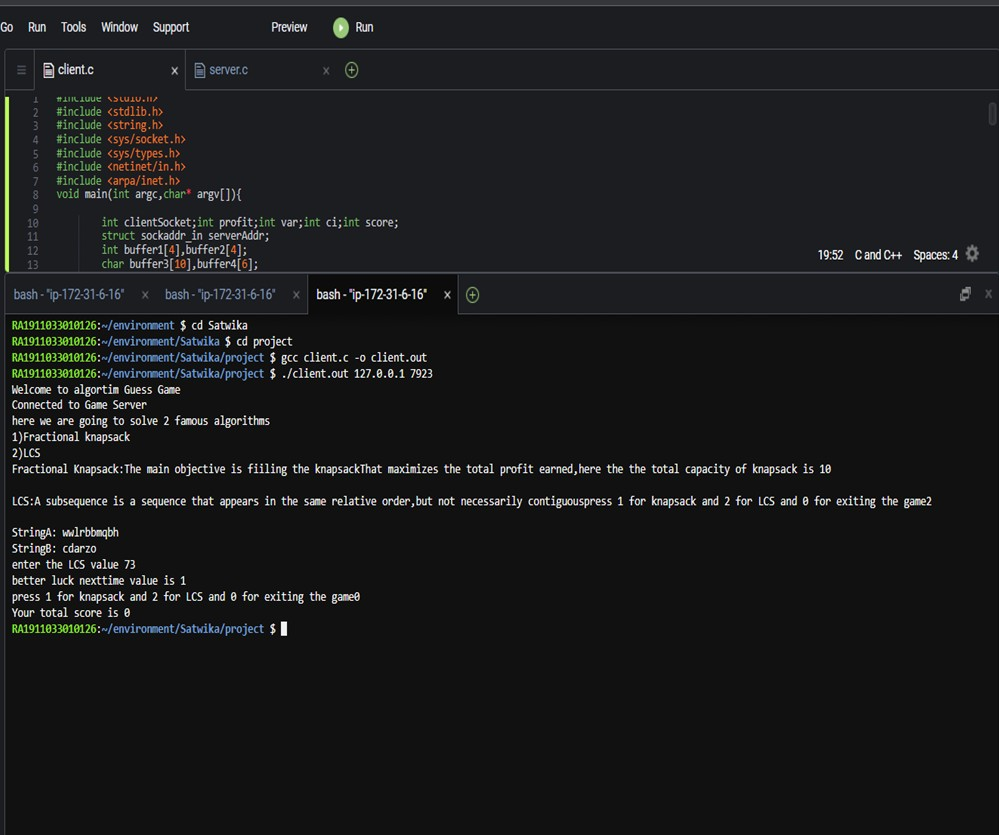 Go Run Tools Window Support Preview Run
client.c x server.c x
1 #include <stdio.h>
2 #include <stdlib.h>
3 #include <string.h>
4 #include <sys/socket.h>
5 #include <sys/types.h>
6 #include <netinet/in.h>
7 #include <arpa/inet.h>
8 void main(int argc,char* argv[]){
9
10 int clientSocket;int profit;int var;int ci;int score;
11 struct sockaddr_in serverAddr;
12 int buffer1[4],buffer2[4];
13 char buffer3[10],buffer4[6];
19:52 C and C++ Spaces: 4
bash - "ip-172-31-6-16" x bash - "ip-172-31-6-16" x bash - "ip-172-31-6-16" x
RA1911033010126:~/environment $ cd Satwika
RA1911033010126:~/environment/Satwika $ cd project
RA1911033010126:~/environment/Satwika/project $ gcc client.c -o client.out
RA1911033010126:~/environment/Satwika/project $ ./client.out 127.0.0.1 7923
Welcome to algortim Guess Game
Connected to Game Server
here we are going to solve 2 famous algorithms
1)Fractional knapsack
2)LCS
Fractional Knapsack:The main objective is fiiling the knapsackThat maximizes the total profit earned,here the the total capacity of knapsack is 10
LCS:A subsequence is a sequence that appears in the same relative order,but not necessarily contiguouspress 1 for knapsack and 2 for LCS and 0 for exiting the game2
StringA: wwlrbbmqbh
StringB: cdarzo
enter the LCS value 73
better luck nexttime value is 1
press 1 for knapsack and 2 for LCS and 0 for exiting the game0
Your total score is 0
RA1911033010126:~/environment/Satwika/project $